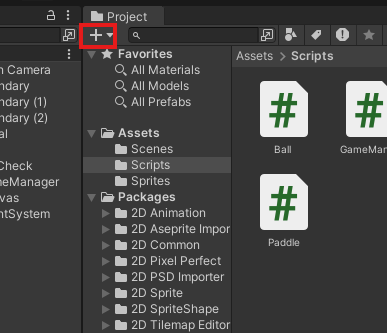 Project
Favorites
All Materials
All Models
All Prefabs
Assets
Scenes
Scripts
Sprites
Packages
2D Animation
2D Aseprite Impor
2D Common
2D Pixel Perfect
2D PSD Importer
2D Sprite
2D SpriteShape
2D Tilemap Editor
Assets > Scripts
Ball
GameMan
Paddle
Camera
ndary
ndary (1)
ndary (2)
al
Check
eManager
vas
ntSystem